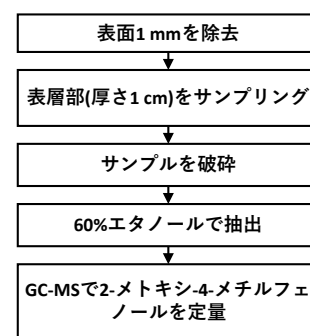 表面1 mmを除去
表層部(厚さ1 cm)をサンプリング
サンプルを破砕
60%エタノールで抽出
GC-MSで2-メトキシ-4-メチルフェ
ノールを定量